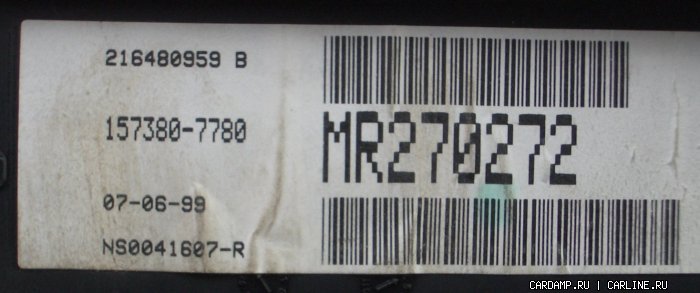 216480959 B
157380-7780
MR270272
07-06-99
NS0041607-R
CARDAMP.RU | CARLINE.RU